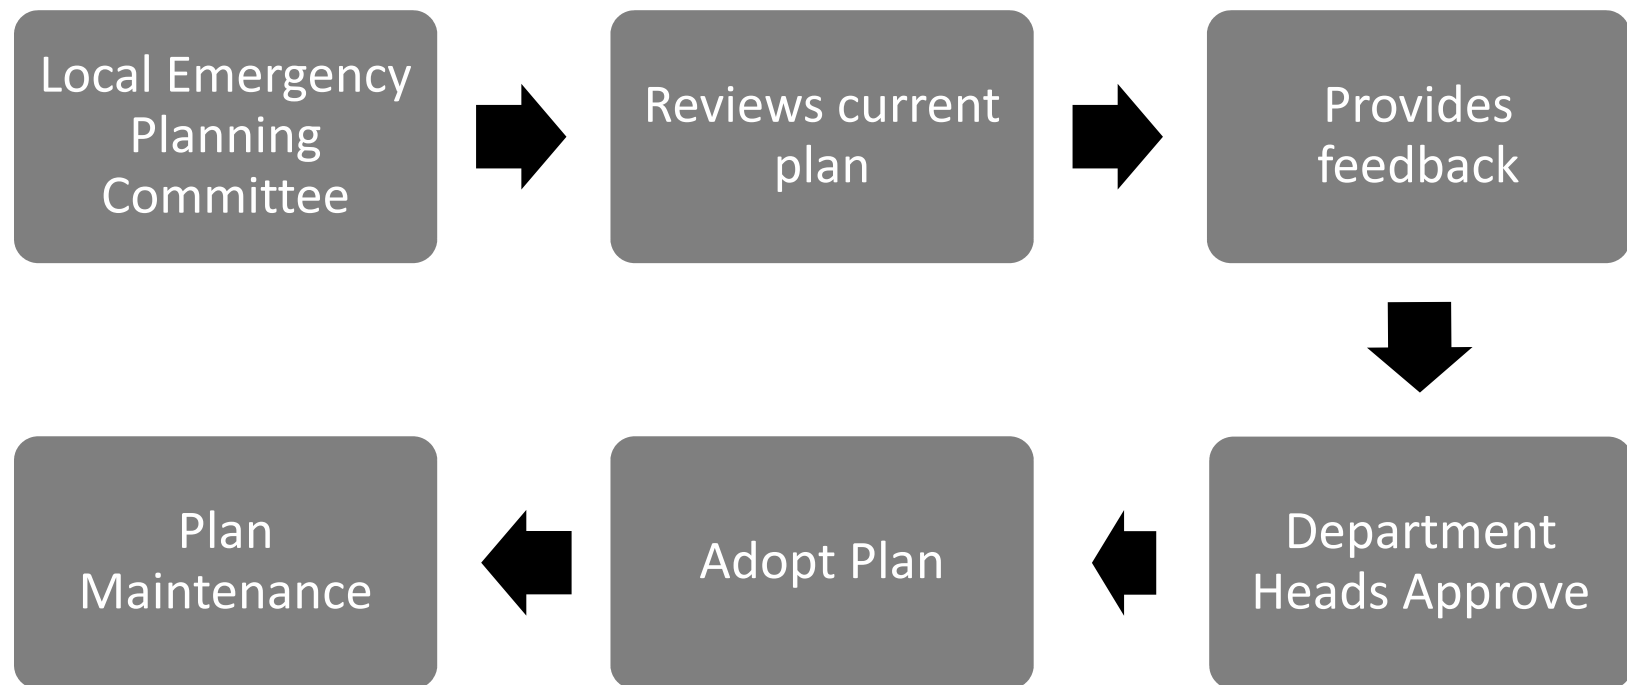 Local Emergency
Planning
Committee
Reviews current
plan
Provides
feedback
Department
Heads Approve
Adopt Plan
Plan
Maintenance